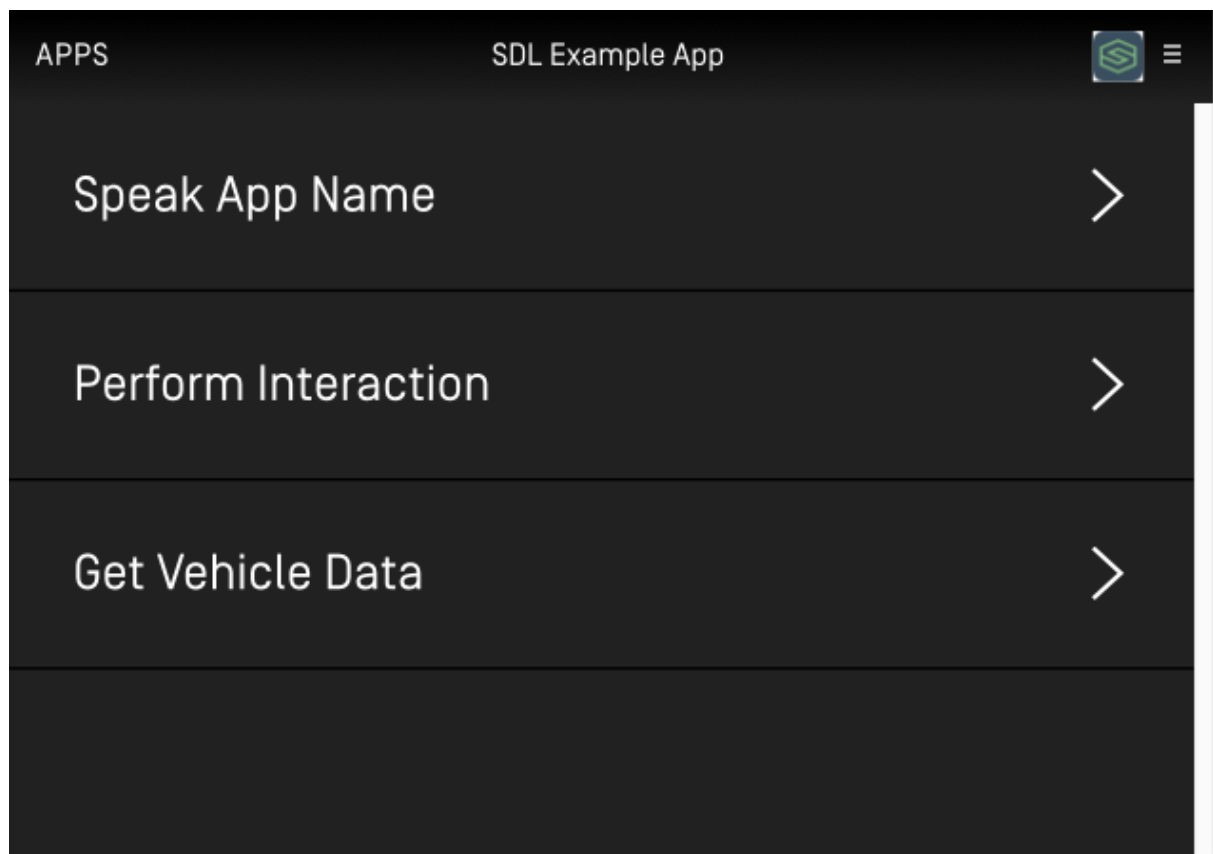 APPS
SDL Example App
Speak App Name
Perform Interaction
Get Vehicle Data